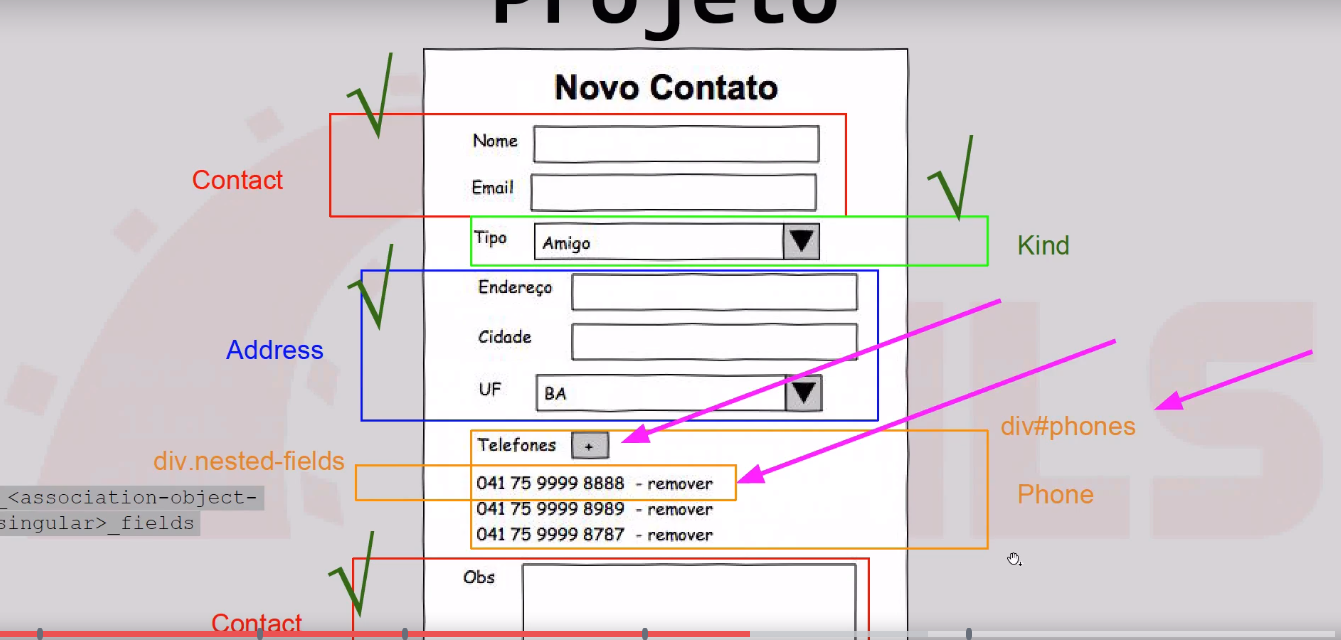 Projeto
Novo Contato
Nome
Contact
Email
Tipo
Amigo
Kind
Endereço
Cidade
Address
UF
BA
Telefones
+
div#phones
div.nested-fields
041 75 9999 8888 - remover
Phone
_<association-object-
singular>_fields
041 75 9999 8989 - remover
041 75 9999 8787 - remover
Obs
Contact